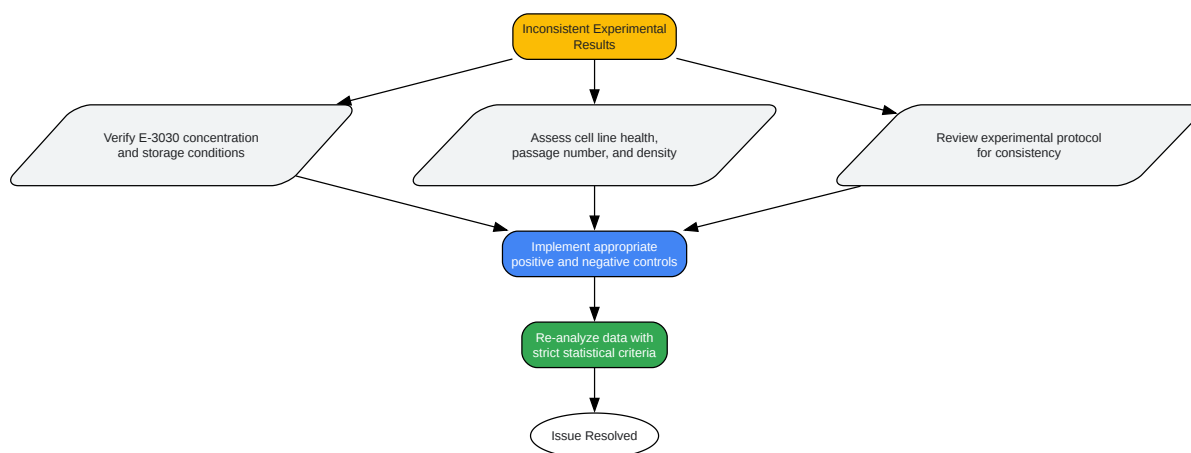 Inconsistent Experimental
Results
Verify E-3030 concentration
and storage conditions
Assess cell line health,
passage number, and density
Review experimental protocol
for consistency
Implement appropriate
positive and negative controls
Re-analyze data with
strict statistical criteria
Issue Resolved